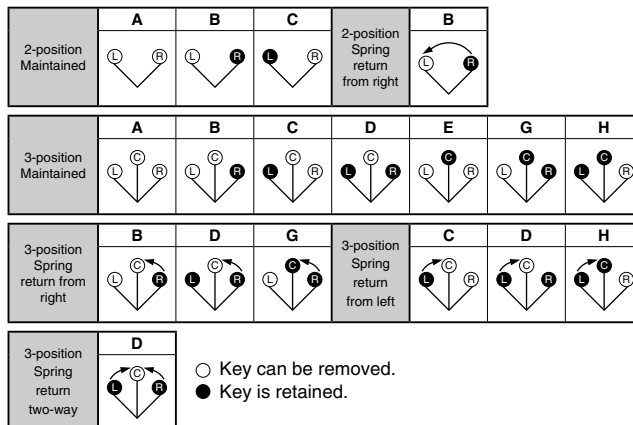 2-position
Maintained
A
B
C
L R
L R
L R
2-position
Spring
return
from right
B
L R
3-position
Maintained
A
B
C
D
E
G
H
L C R
L C R
L C R
L C R
L C R
L C R
L C R
3-position
Spring
return from
right
B
D
G
L C R
L C R
L C R
3-position
Spring
return
from left
C
D
H
L C R
L C R
L C R
3-position
Spring
return
two-way
D
L C R
Key can be removed.
Key is retained.